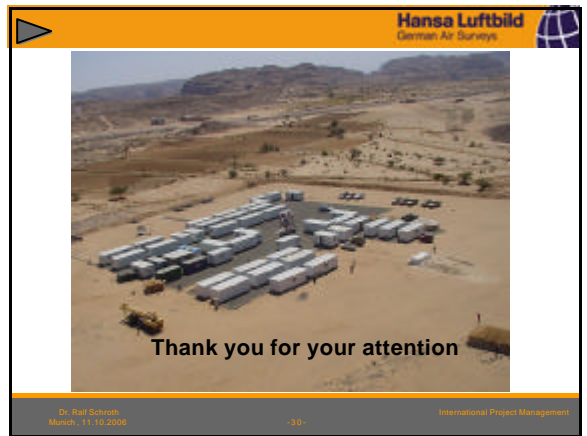 Hansa Luftbild
German Air Surveys
Thank you for your attention
Dr. Ralf Schroth
Munich , 11.10.2006
-30-
International Project Management